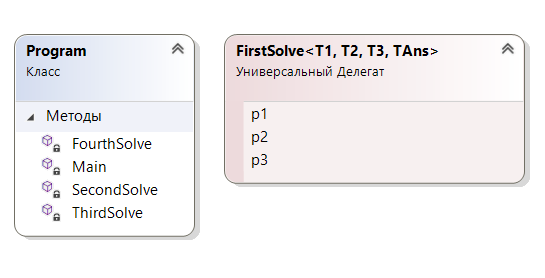 Program
Класс
Методы
FourthSolve
Main
SecondSolve
ThirdSolve
FirstSolve<T1, T2, T3, TAns>
Универсальный Делегат
p1
p2
p3